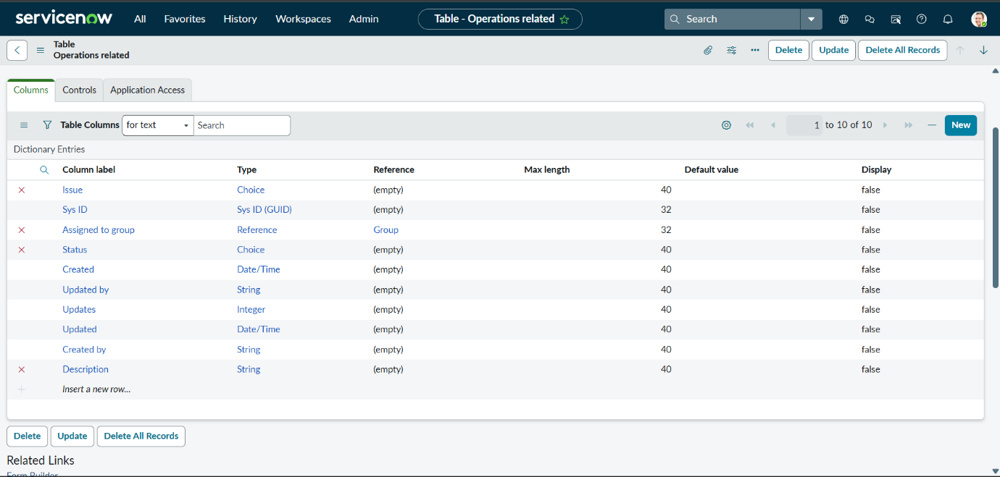 servicenow All Favorites History Workspaces Admin Table - Operations related Search
Table
Operations related
Delete Update Delete All Records
Columns Controls Application Access
Table Columns for text Search 1 to 10 of 10 New
Dictionary Entries
Column label Type Reference Max length Default value Display
Issue Choice (empty) 40 false
Sys ID Sys ID (GUID) (empty) 32 false
Assigned to group Reference Group 32 false
Status Choice (empty) 40 false
Created Date/Time (empty) 40 false
Updated by String (empty) 40 false
Updates Integer (empty) 40 false
Updated Date/Time (empty) 40 false
Created by String (empty) 40 false
Description String (empty) 40 false
Insert a new row...
Delete Update Delete All Records
Related Links
Form Builder